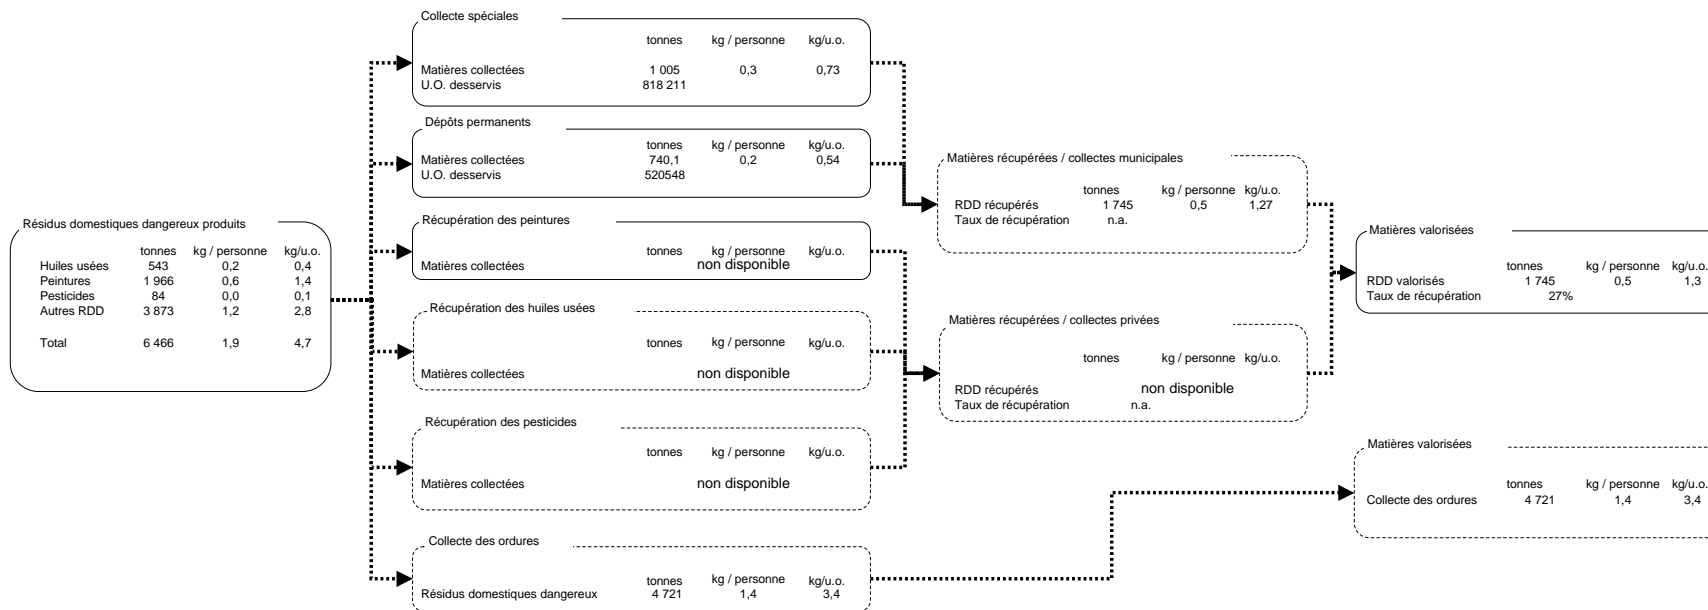 Collecte spéciales
tonnes kg / personne kg/u.o.
Matières collectées 1 005 0,3 0,73
U.O. desservis 818 211
Dépôts permanents
tonnes kg / personne kg/u.o.
Matières collectées 740,1 0,2 0,54
U.O. desservis 520548
Résidus domestiques dangereux produits
tonnes kg / personne kg/u.o.
Huiles usées 543 0,2 0,4
Peintures 1 966 0,6 1,4
Pesticides 84 0,0 0,1
Autres RDD 3 873 1,2 2,8
Total 6 466 1,9 4,7
Récupération des peintures
tonnes kg / personne kg/u.o.
Matières collectées non disponible
Récupération des huiles usées
tonnes kg / personne kg/u.o.
Matières collectées non disponible
Récupération des pesticides
tonnes kg / personne kg/u.o.
Matières collectées non disponible
Collecte des ordures
tonnes kg / personne kg/u.o.
Résidus domestiques dangereux 4 721 1,4 3,4
Matières récupérées / collectes municipales
tonnes kg / personne kg/u.o.
RDD récupérés 1 745 0,5 1,27
Taux de récupération n.a.
Matières récupérées / collectes privées
tonnes kg / personne kg/u.o.
RDD récupérés non disponible
Taux de récupération n.a.
Matières valorisées
tonnes kg / personne kg/u.o.
RDD valorisés 1 745 0,5 1,3
Taux de récupération 27%
Matières valorisées
tonnes kg / personne kg/u.o.
Collecte des ordures 4 721 1,4 3,4